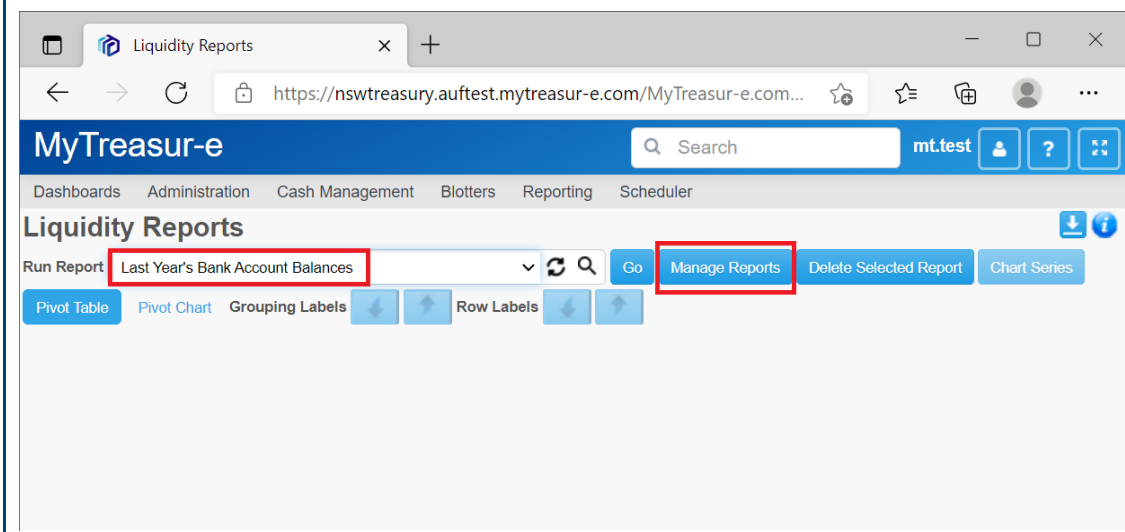 Liquidity Reports
https://nswtreasury.auftest.mytreasur-e.com/MyTreasur-e.com...
MyTreasur-e Search mt.test ?
Dashboards Administration Cash Management Blotters Reporting Scheduler
Liquidity Reports
Run Report Last Year's Bank Account Balances Go Manage Reports Delete Selected Report Chart Series
Pivot Table Pivot Chart Grouping Labels Row Labels